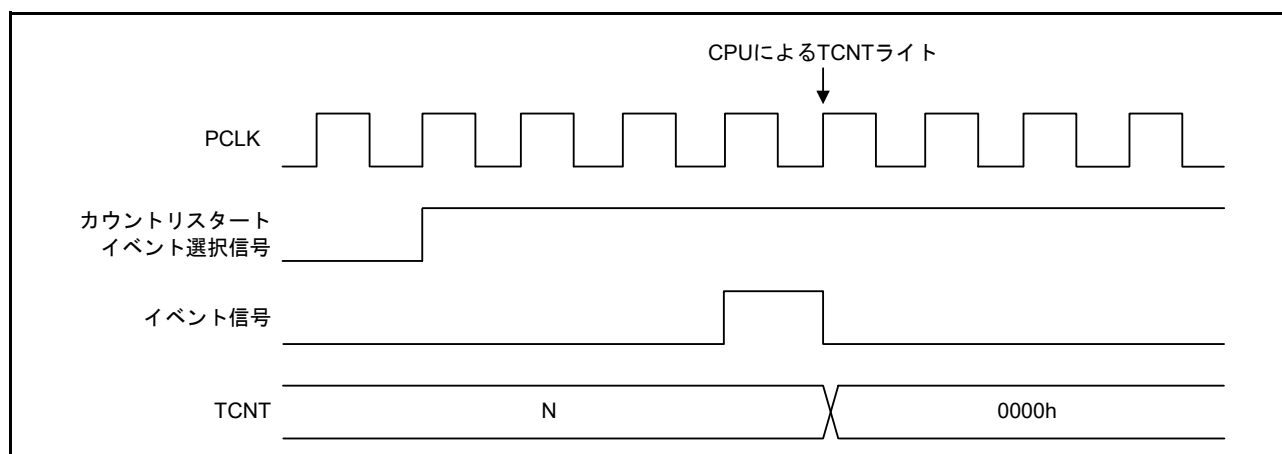 CPUによるTCNTライト
PCLK
カウントリスタート
イベント選択信号
イベント信号
TCNT
N
0000h